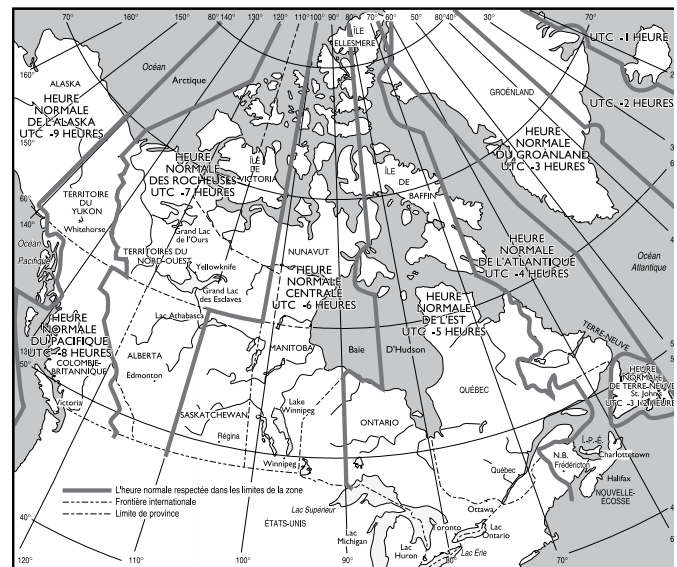 160° 170° 180° 170° 160° 150° 140° 130° 120° 110° 100° 90° 80° 70° 60° 50° 40° 30° 70° 20°
ÎLE
ELLESMERE
UTC -1 HEURE
Océan
Arctique
160°
ALASKA
HEURE
NORMALE
DE L'ALASKA
UTC -9 HEURES
GROËNLAND
UTC -2 HEURES
HEURE
NORMALE
DU GROÀNLAND
UTC -3 HEURES
150°
HEURE
NORMALE
DES ROCHEUSES
UTC -7 HEURES
ÎLE
DE
VICTORIA
ÎLE
DE
BAFFIN
60°
TERRITOIRE
DU
YUKON
Whitehorse
140°
Grand Lac
de l'Ours
Océan
Pacifique
TERRITOIRES DU
NORD-OUEST
Yellowknife
Grand Lac
des Esclaves
NUNAVUT
HEURE
NORMALE
CENTRALE
UTC -6 HEURES
HEURE
NORMALE
DE L'ATLANTIQUE
UTC -4 HEURES
Océan
Atlantique
HEURE
NORMALE
DE L'EST
UTC -5 HEURES
HEURE
NORMALE
DU PACIFIQUE
UTC -8 HEURES
COLOMBIE-
BRITANNIQUE
Lac Athabasca
ALBERTA
Edmonton
MANITOBA
Baie D'Hudson
TERRE-NEUVE
HEURE
NORMALE
DE TERRE-NEUVE
St. John's
UTC -3 1/2 HEURES
50°
Victoria
SASKATCHEWAN
Régina
Lake
Winnipeg
Winnipeg
ONTARIO
QUÉBEC
Québec
Î.-P.-É.
Charlottetown
N.B.
Frédéricton
Halifax
NOUVELLE-
ÉCOSSE
L'heure normale respectée dans les limites de la zone
Frontière internationale
Limite de province
Lac Supérieur
ÉTATS-UNIS
Ottawa
Toronto
Lac
Ontario
Lac
Michigan
Lac
Huron
Lac Érie
40°
120° 110° 100° 90° 80° 70°